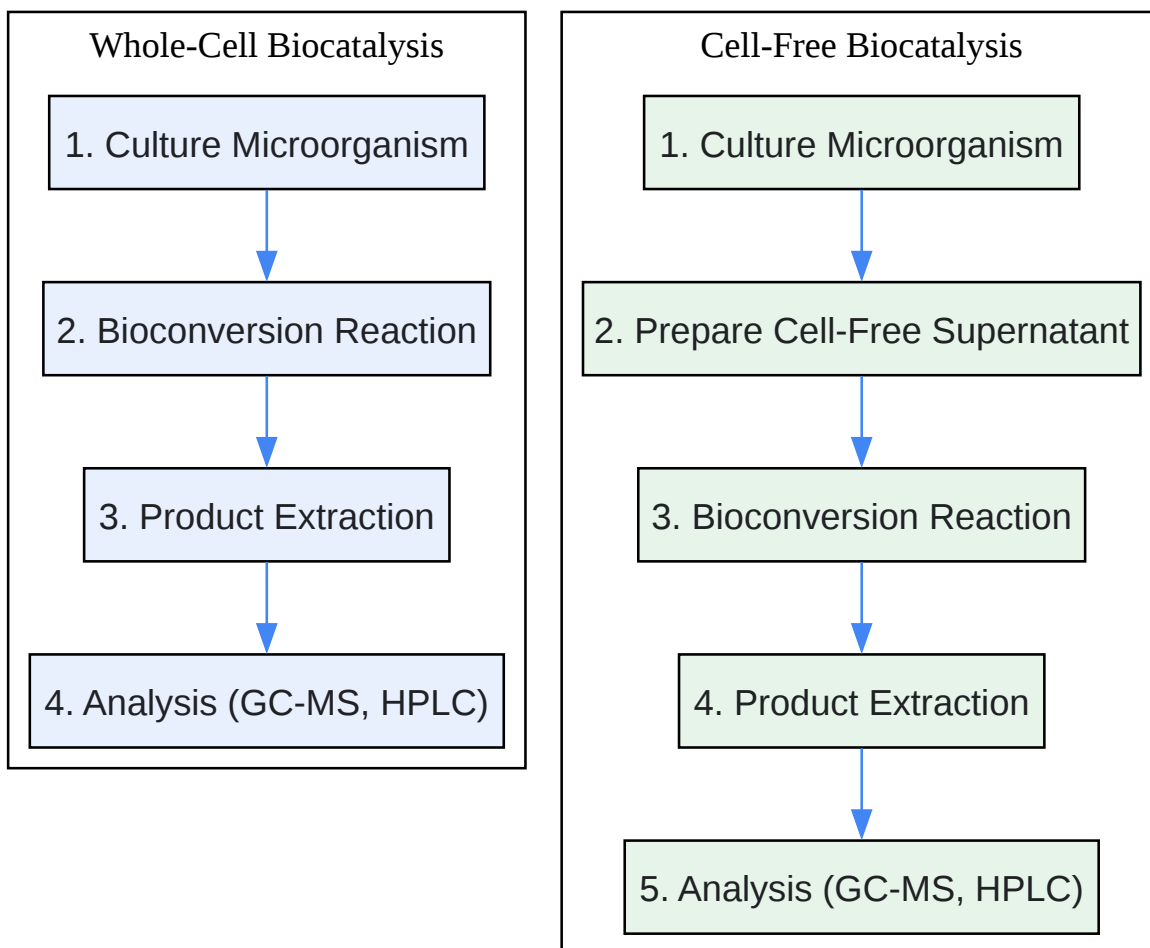 Whole-Cell Biocatalysis
1. Culture Microorganism
2. Bioconversion Reaction
3. Product Extraction
4. Analysis (GC-MS, HPLC)
Cell-Free Biocatalysis
1. Culture Microorganism
2. Prepare Cell-Free Supernatant
3. Bioconversion Reaction
4. Product Extraction
5. Analysis (GC-MS, HPLC)